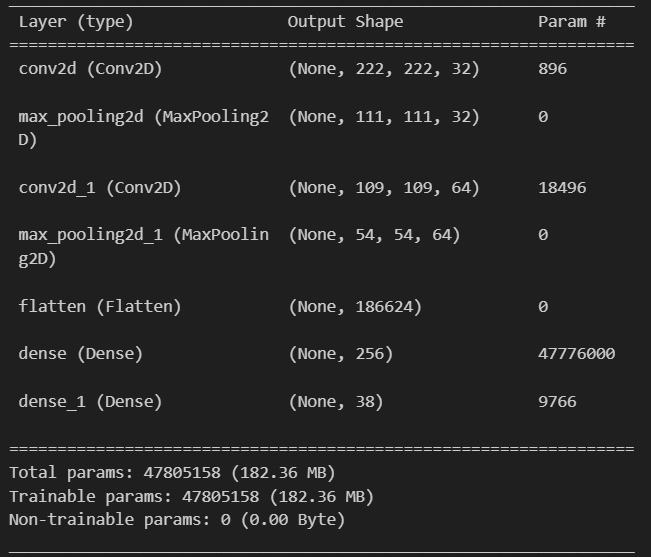 Layer (type) Output Shape Param #
=================================================================
conv2d (Conv2D) (None, 222, 222, 32) 896
max_pooling2d (MaxPooling2 (None, 111, 111, 32) 0
D)
conv2d_1 (Conv2D) (None, 109, 109, 64) 18496
max_pooling2d_1 (MaxPoolin (None, 54, 54, 64) 0
g2D)
flatten (Flatten) (None, 186624) 0
dense (Dense) (None, 256) 47776000
dense_1 (Dense) (None, 38) 9766
=================================================================
Total params: 47805158 (182.36 MB)
Trainable params: 47805158 (182.36 MB)
Non-trainable params: 0 (0.00 Byte)